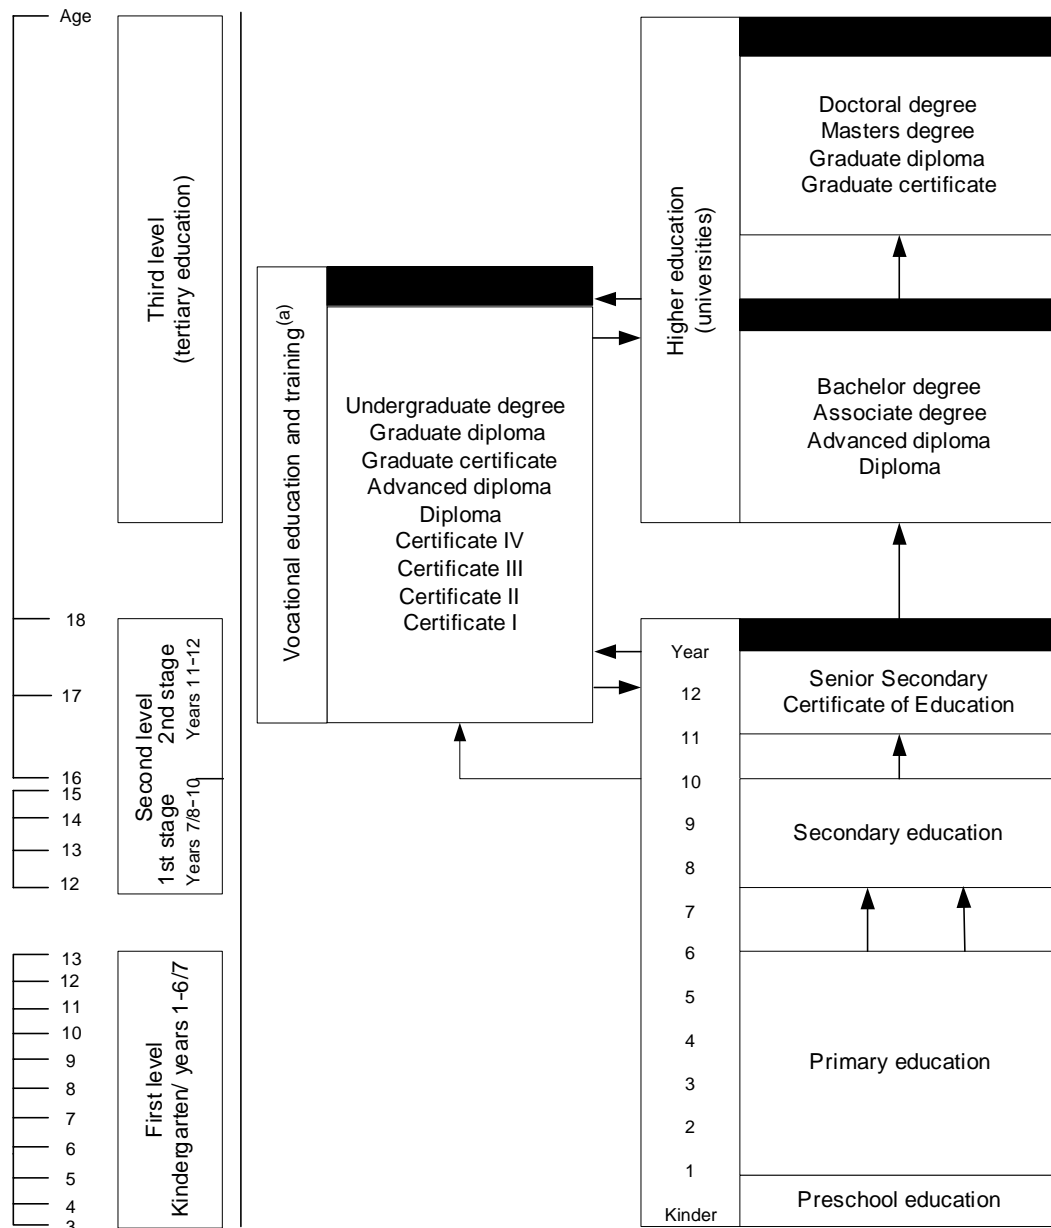 Age
18
17
16
15
14
13
12
13
12
11
10
9
8
7
6
5
4
3
Third level
(tertiary education)
Second level
1st stage 2nd stage
Years 7/8-10 Years 11-12
First level
Kindergarten/ years 1-6/7
Vocational education and training(a)
Undergraduate degree
Graduate diploma
Graduate certificate
Advanced diploma
Diploma
Certificate IV
Certificate III
Certificate II
Certificate I
Higher education
(universities)
Doctoral degree
Masters degree
Graduate diploma
Graduate certificate
Bachelor degree
Associate degree
Advanced diploma
Diploma
Year
12
11
10
9
8
7
6
5
4
3
2
1
Kinder
Senior Secondary
Certificate of Education
Secondary education
Primary education
Preschool education